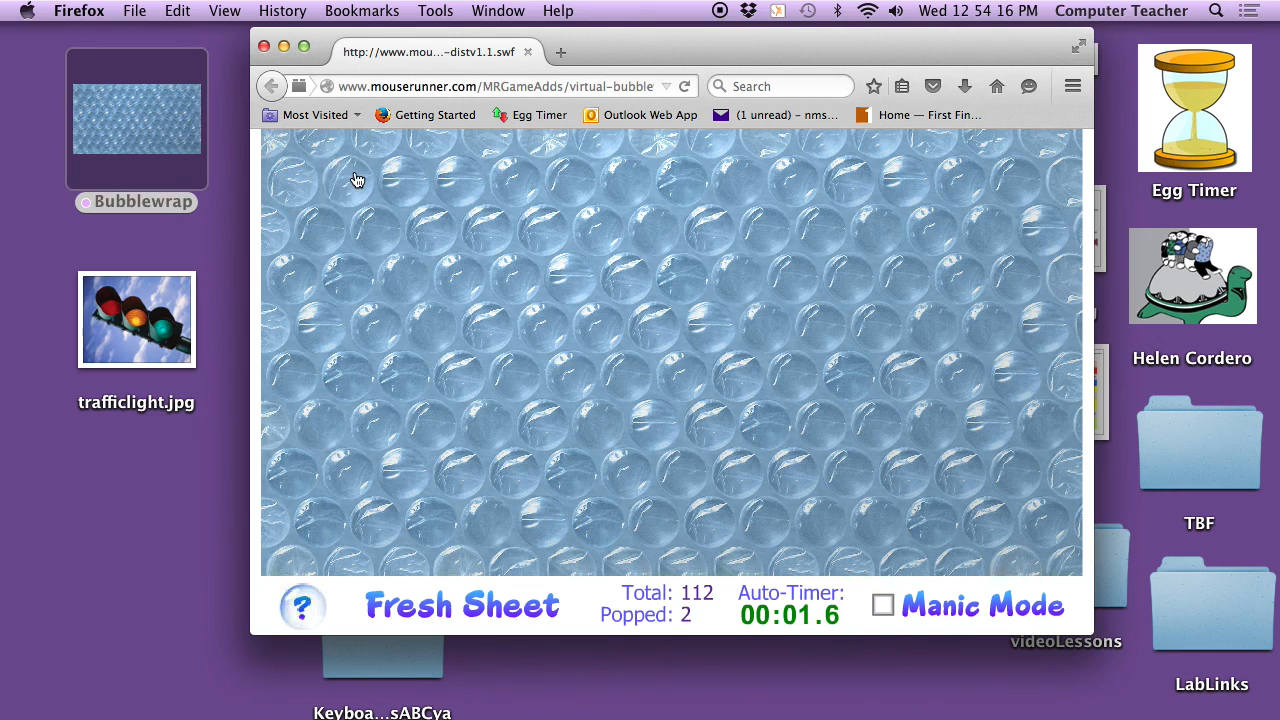 Firefox File Edit View History Bookmarks Tools Window Help Wed 12 54 16 PM Computer Teacher
http://www.mou...-distv1.1.swf
www.mouserunner.com/MRGameAdds/virtual-bubble Search
Most Visited Getting Started Egg Timer Outlook Web App (1 unread) - nms... Home — First Fin...
Bubblewrap
trafficlight.jpg
Egg Timer
Helen Cordero
TBF
videoLessons
LabLinks
Keyboa...sABCya
? Fresh Sheet Total: 112 Auto-Timer: Manic Mode
Popped: 2 00:01.6